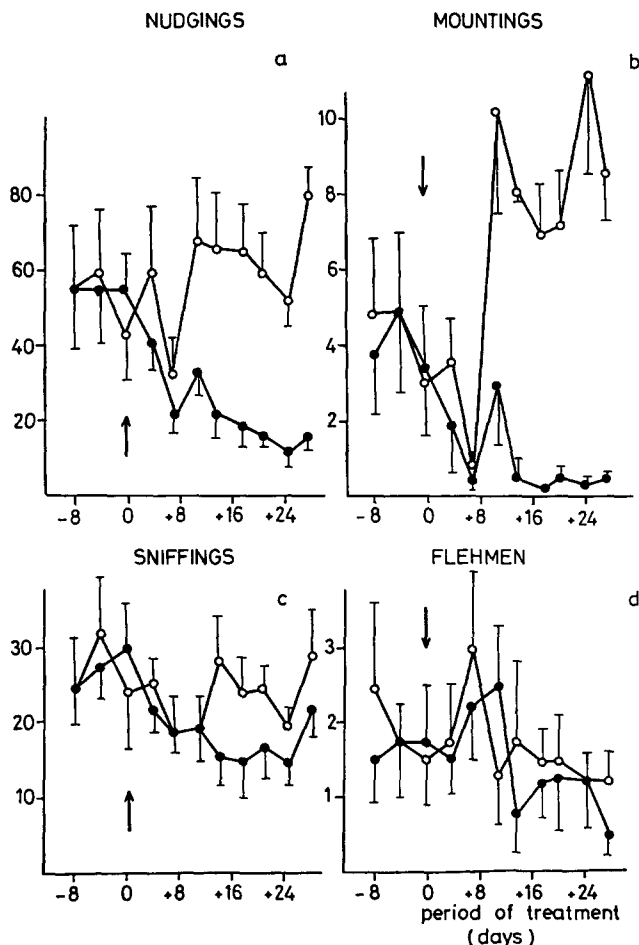 NUDGINGS
MOUNTINGS
a
b
80
60
40
20
10
8
6
4
2
-8 0 +8 +16 +24
-8 0 +8 +16 +24
SNIFFINGS
FLEHMEN
c
d
30
20
10
3
2
1
-8 0 +8 +16 +24
-8 0 +8 +16 +24
period of treatment
(days)